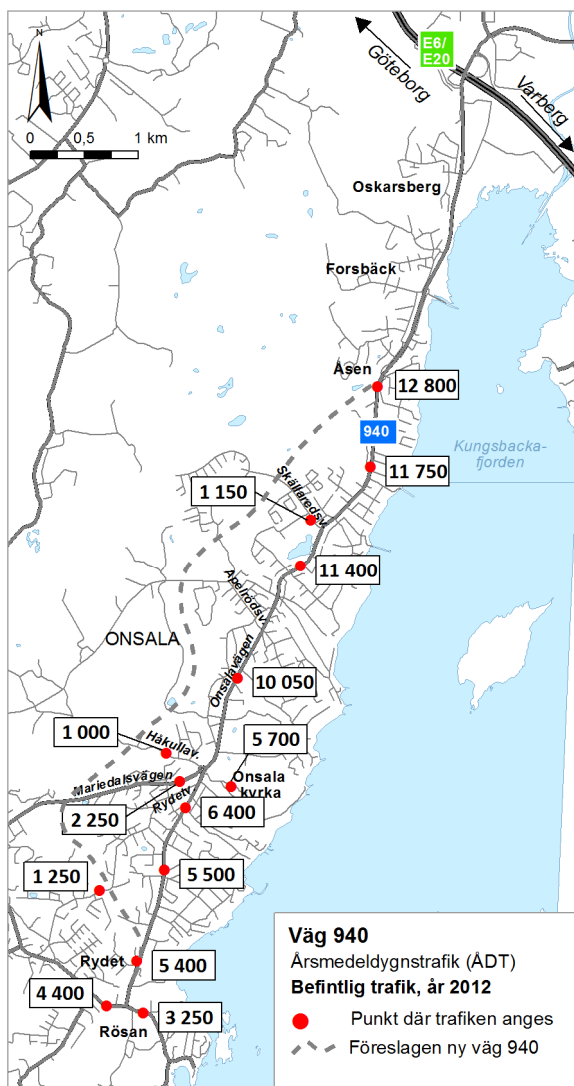 N
E6/
E20
Göteborg
Varberg
0 0,5 1 km
Oskarsberg
Forsbäck
Åsen
12 800
940
Kungsbacka-
fjorden
11 750
Skällaredsv.
1 150
11 400
Apelrödsv.
ONSALA
Onsalavägen
10 050
1 000
Håkullav.
5 700
Mariedalsvägen
Onsala
kyrka
Rydetv.
2 250
6 400
1 250
5 500
Rydet
5 400
4 400
3 250
Rösan
Väg 940
Årsmedeldygnstrafik (ÅDT)
Befintlig trafik, år 2012
Punkt där trafiken anges
Föreslagen ny väg 940